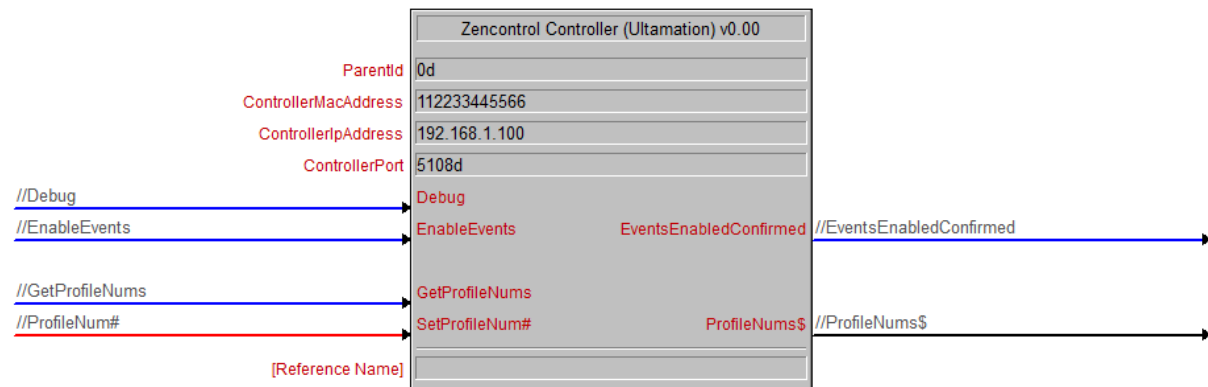 Zencontrol Controller (Ultamation) v0.00
ParentId 0d
ControllerMacAddress 112233445566
ControllerIpAddress 192.168.1.100
ControllerPort 5108d
//Debug Debug
//EnableEvents EnableEvents EventsEnabledConfirmed //EventsEnabledConfirmed
//GetProfileNums GetProfileNums
//ProfileNum# SetProfileNum# ProfileNums$ //ProfileNums$
[Reference Name]